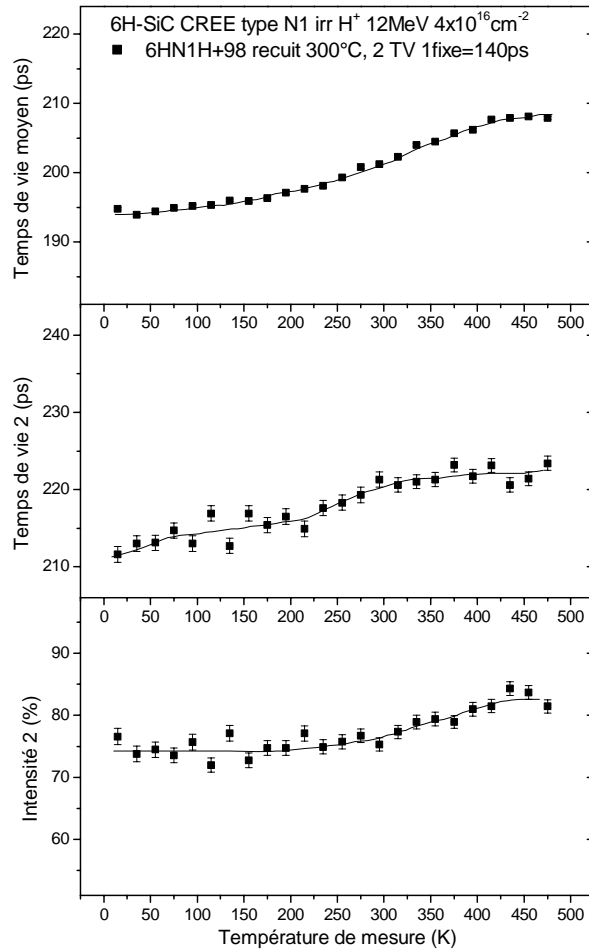 6H-SiC CREE type N1 irr H+ 12MeV 4x10^16cm^-2
■ 6HN1H+98 recuit 300°C, 2 TV 1fixe=140ps
Temps de vie moyen (ps)
220
210
200
190
0 50 100 150 200 250 300 350 400 450 500
Temps de vie 2 (ps)
240
230
220
210
0 50 100 150 200 250 300 350 400 450 500
Intensité 2 (%)
90
80
70
60
0 50 100 150 200 250 300 350 400 450 500
Température de mesure (K)